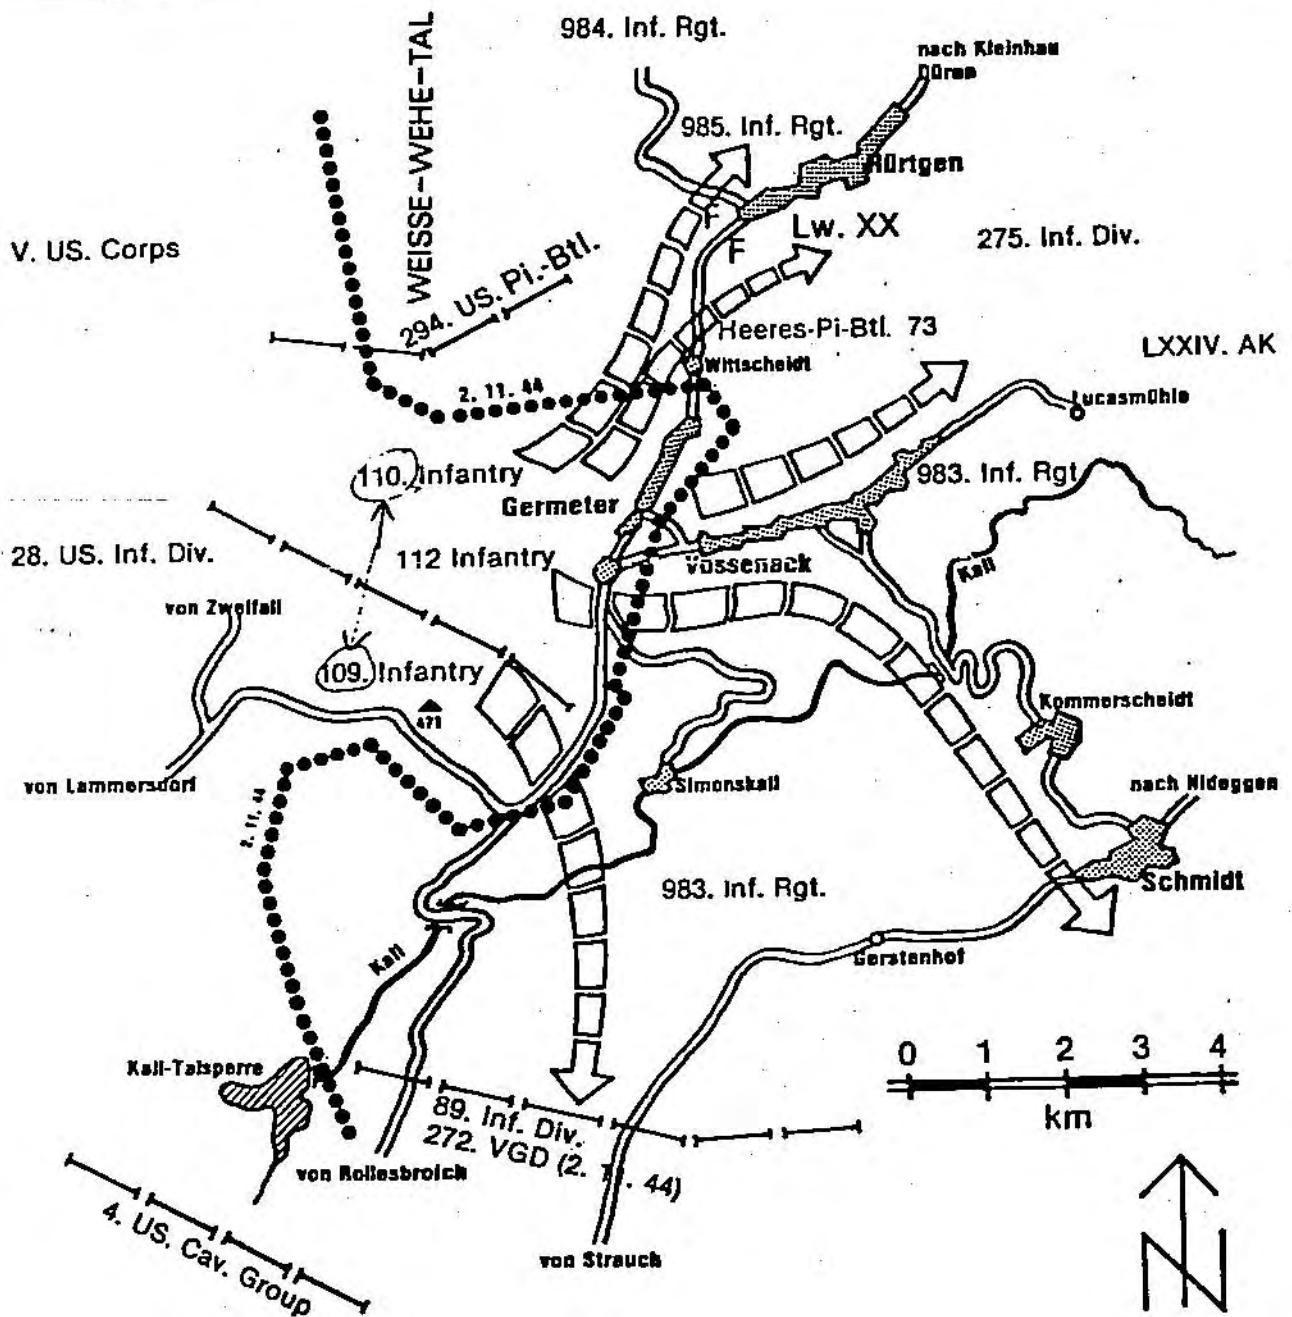 984. Inf. Rgt.
nach Kleinhau
Düren
WEISSE-WEHE-TAL
985. Inf. Rgt.
Hürtgen
V. US. Corps
294. US. Pi.-Btl.
F
F
Lw. XX
275. Inf. Div.
Heeres-Pi-Btl. 73
Wittscheidt
LXXIV. AK
2. 11. 44
Lucasmühle
110. Infantry
983. Inf. Rgt
Germeter
28. US. Inf. Div.
112 Infantry
Vossenack
Kall
von Zweifall
109. Infantry
471
Kommerscheidt
von Lammersdorf
Simonskall
nach Nideggen
2. 11. 44
983. Inf. Rgt.
Schmidt
Kall
Gerstenhof
Kall-Talsperre
0 1 2 3 4
km
89. Inf. Div.
272. VGD (2. 11. 44)
von Rollesbroich
4. US. Cav. Group
von Strauch
N